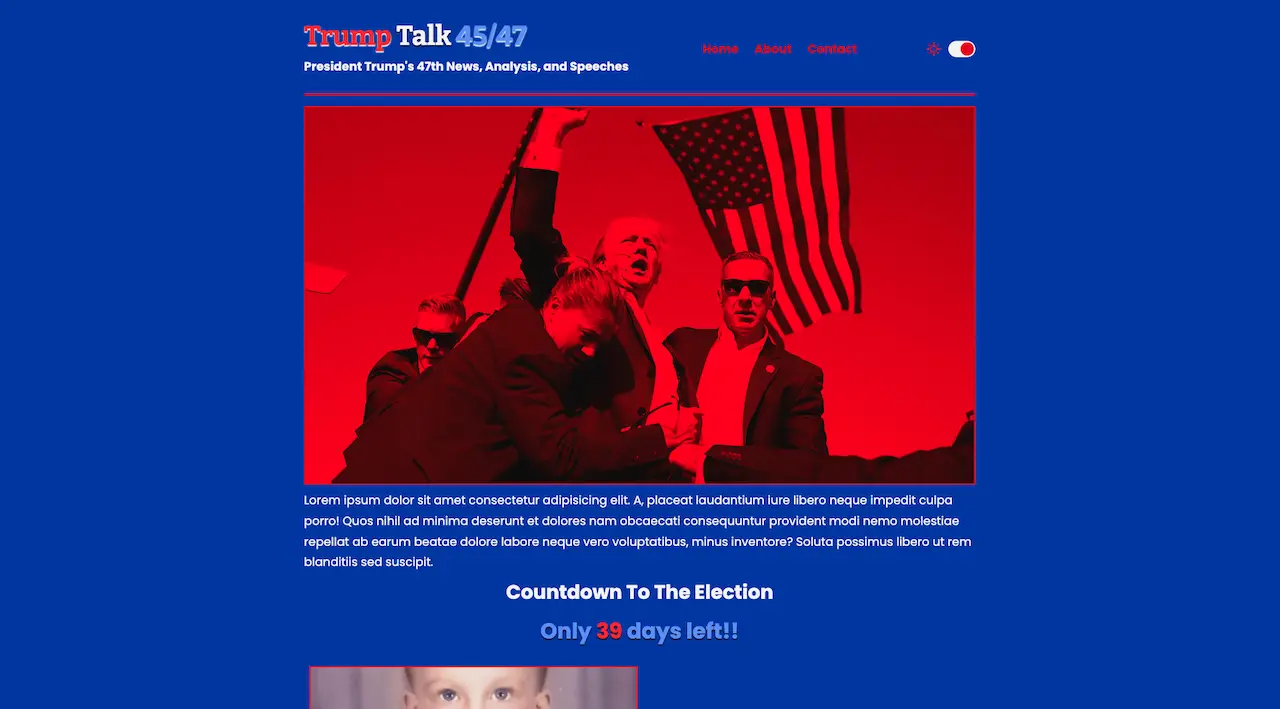 Trump Talk 45/47
President Trump's 47th News, Analysis, and Speeches
Home About Contact
Lorem ipsum dolor sit amet consectetur adipisicing elit. A, placeat laudantium iure libero neque impedit culpa
porro! Quos nihil ad minima deserunt et dolores nam obcaecati consequuntur provident modi nemo molestiae
repellat ab earum beatae dolore labore neque vero voluptatibus, minus inventore? Soluta possimus libero ut rem
blanditiis sed suscipit.
Countdown To The Election
Only 39 days left!!